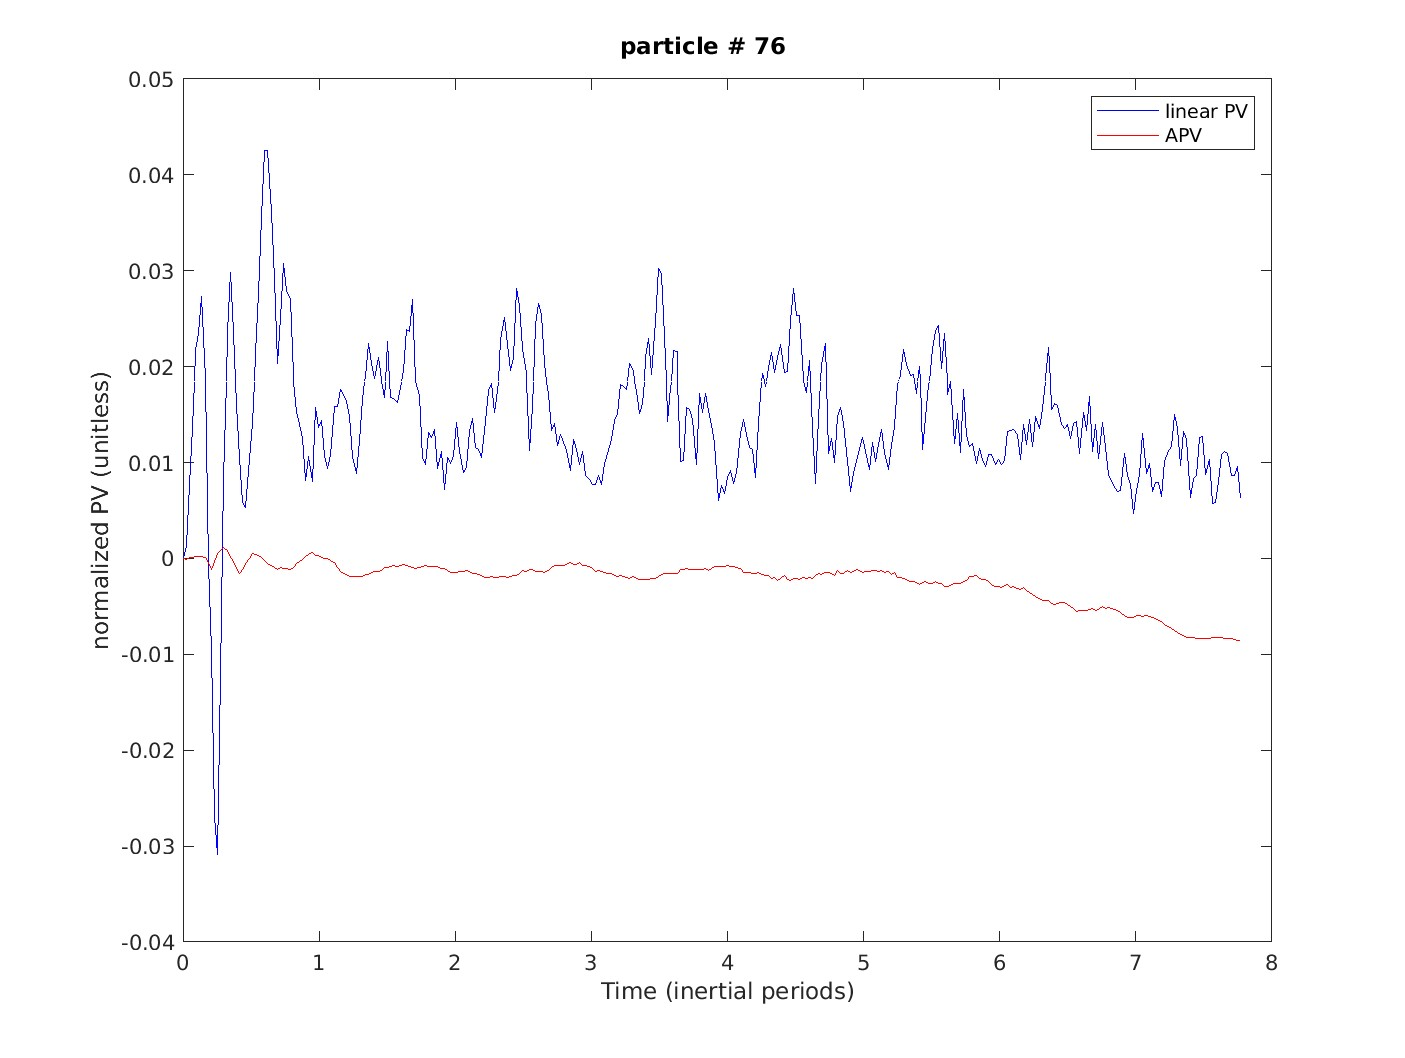 particle # 76
linear PV
APV
normalized PV (unitless)
0.05
0.04
0.03
0.02
0.01
0
-0.01
-0.02
-0.03
-0.04
0 1 2 3 4 5 6 7 8
Time (inertial periods)